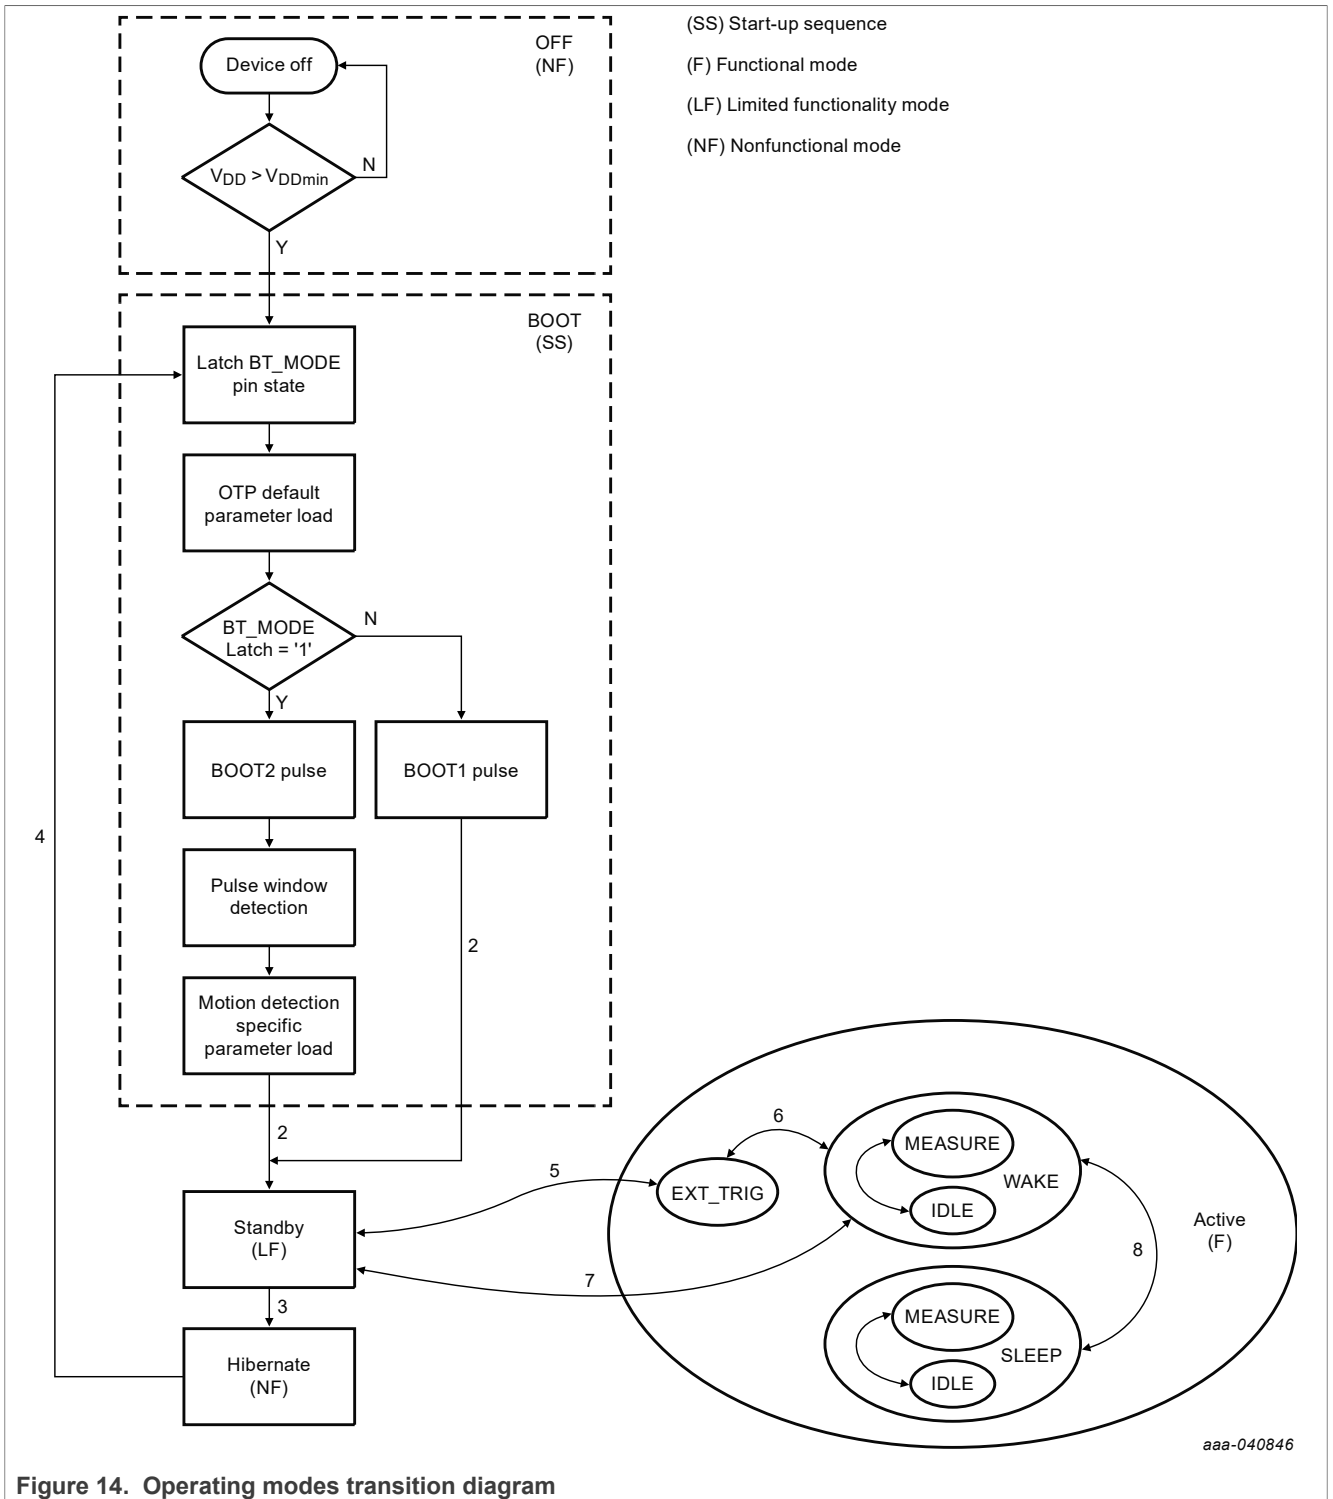 (SS) Start-up sequence
(F) Functional mode
(LF) Limited functionality mode
(NF) Nonfunctional mode
OFF
(NF)
Device off
VDD > VDDmin
N
Y
BOOT
(SS)
Latch BT_MODE
pin state
OTP default
parameter load
BT_MODE
Latch = '1'
N
Y
BOOT2 pulse
BOOT1 pulse
4
Pulse window
detection
2
Motion detection
specific
parameter load
2
Standby
(LF)
3
Hibernate
(NF)
5
6
7
EXT_TRIG
MEASURE
WAKE
IDLE
8
Active
(F)
MEASURE
SLEEP
IDLE
aaa-040846
Figure 14. Operating modes transition diagram